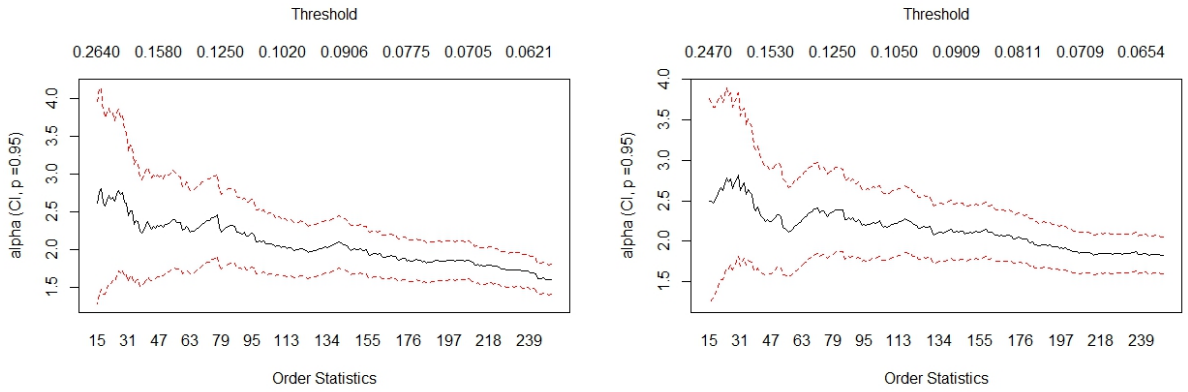 Threshold
0.2640 0.1580 0.1250 0.1020 0.0906 0.0775 0.0705 0.0621
alpha (CI, p =0.95)
4.0
3.5
3.0
2.5
2.0
1.5
15 31 47 63 79 95 113 134 155 176 197 218 239
Order Statistics
Threshold
0.2470 0.1530 0.1250 0.1050 0.0909 0.0811 0.0709 0.0654
alpha (CI, p =0.95)
4.0
3.5
3.0
2.5
2.0
1.5
15 31 47 63 79 95 113 134 155 176 197 218 239
Order Statistics